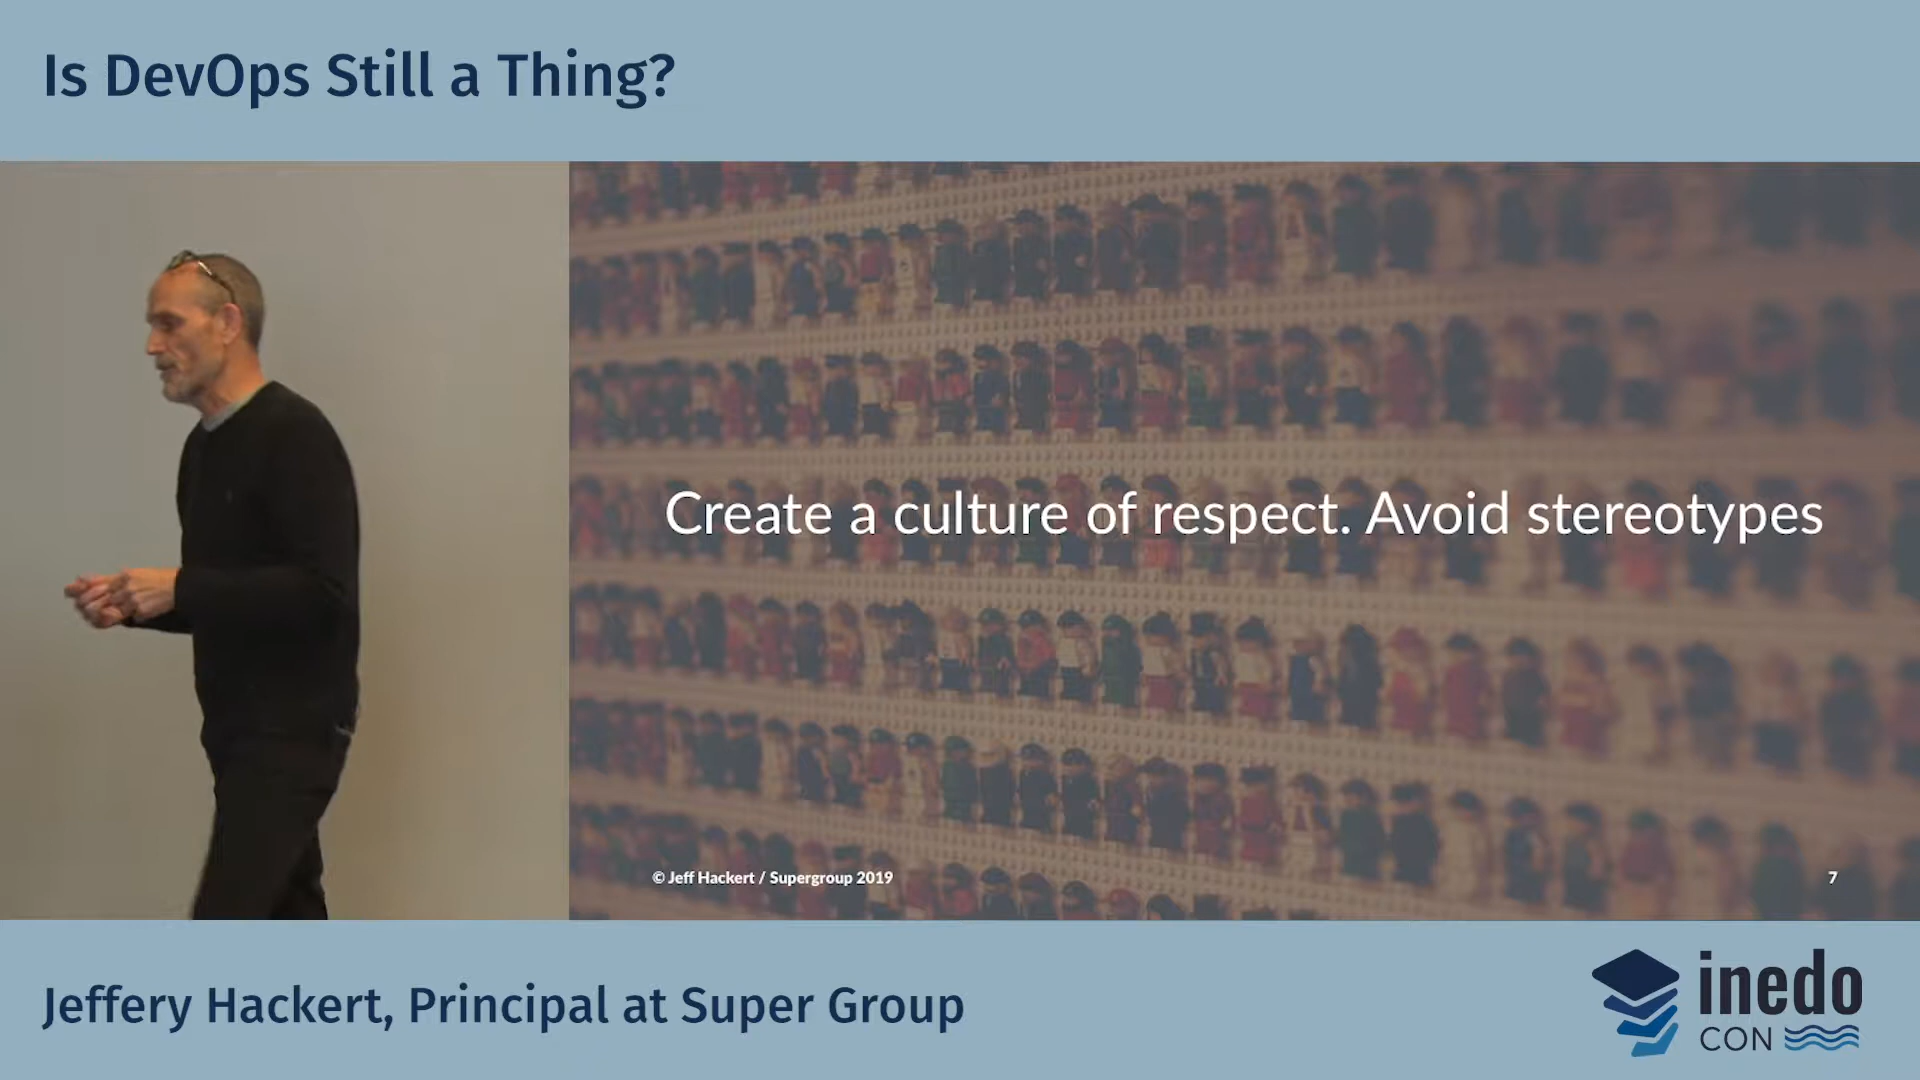 Is DevOps Still a Thing?
Create a culture of respect. Avoid stereotypes
© Jeff Hackert / Supergroup 2019
7
Jeffery Hackert, Principal at Super Group
inedo
CON